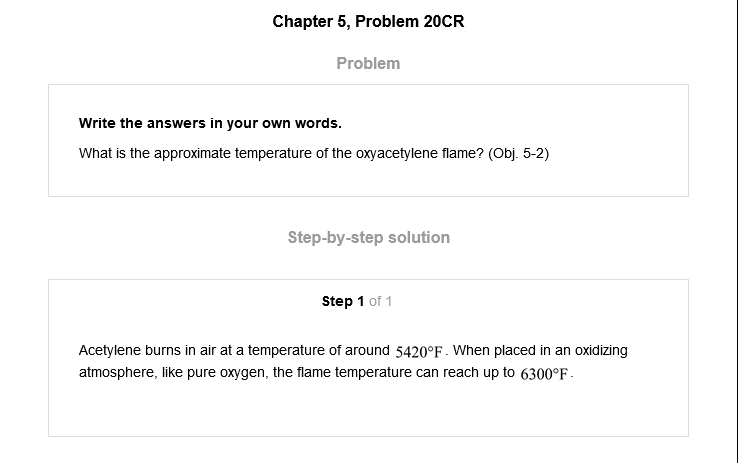 Chapter 5, Problem 20CR
Problem
Write the answers in your own words.
What is the approximate temperature of the oxyacetylene flame? (Obj. 5-2)
Step-by-step solution
Step 1 of 1
Acetylene burns in air at a temperature of around 5420°F. When placed in an oxidizing
atmosphere, like pure oxygen, the flame temperature can reach up to 6300°F.